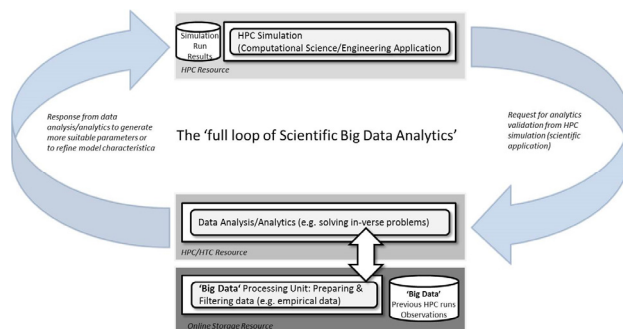 Simulation
Run
Results
HPC Simulation
(Computational Science/Engineering Application
HPC Resource
Response from data
analysis/analytics to generate
more suitable parameters or
to refine model characteristica
The 'full loop of Scientific Big Data Analytics'
Request for analytics
validation from HPC
simulation (scientific
application)
Data Analysis/Analytics (e.g. solving in-verse problems)
HPC/HTC Resource
'Big Data' Processing Unit: Preparing &
Filtering data (e.g. empirical data)
'Big Data'
Previous HPC runs
Observations
Online Storage Resource